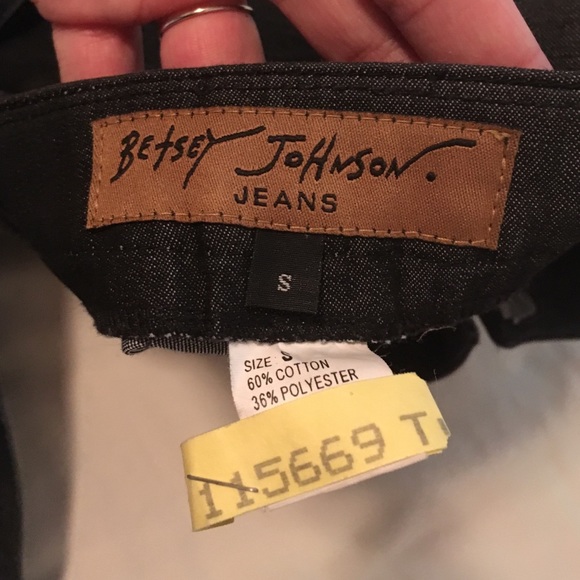 BEtSEY JOHNSON.
JEANS
S
SIZE S
60% COTTON
36% POLYESTER
115669